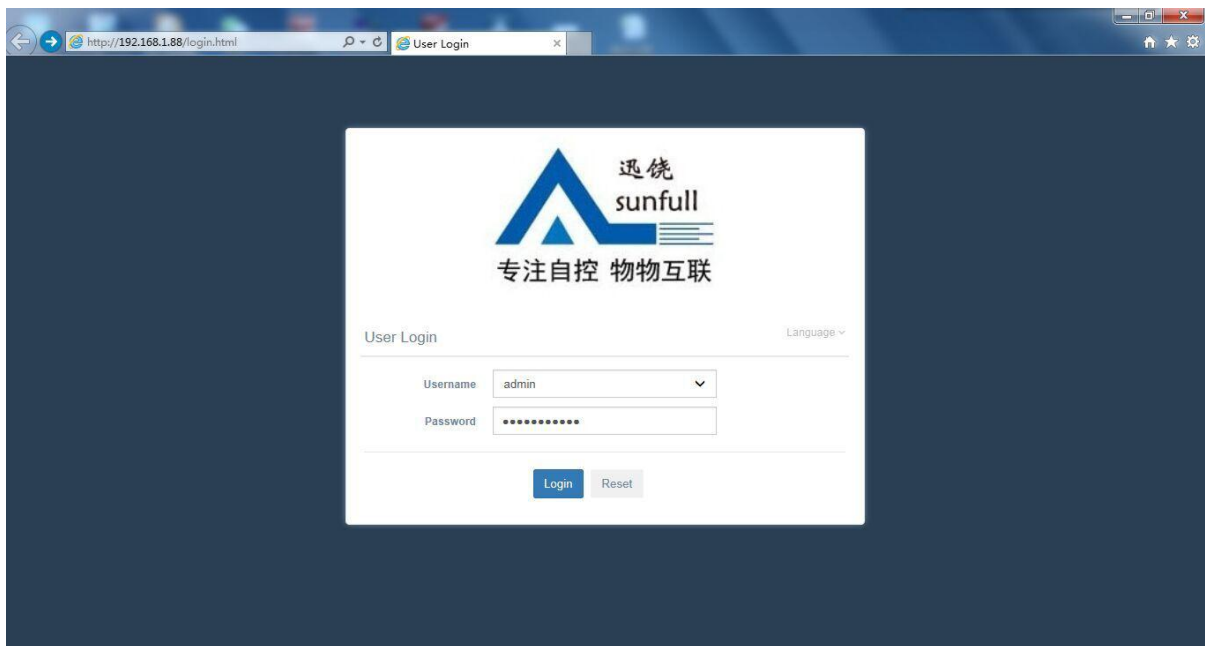 http://192.168.1.88/login.html
User Login
迅饶
sunfull
专注自控 物物互联
User Login
Language
Username
admin
Password
Login
Reset